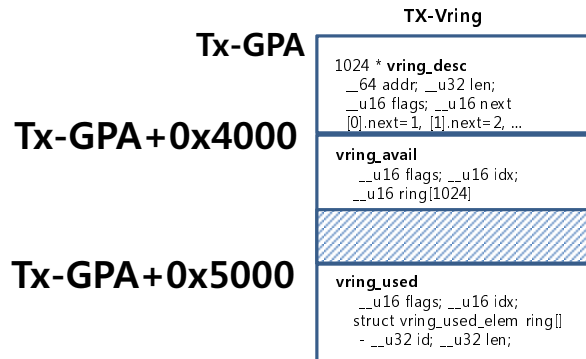 TX-Vring
Tx-GPA
1024 * vring_desc
__64 addr; __u32 len;
__u16 flags; __u16 next
[0].next=1, [1].next=2, ...
Tx-GPA+0x4000
vring_avail
__u16 flags; __u16 idx;
__u16 ring[1024]
Tx-GPA+0x5000
vring_used
__u16 flags; __u16 idx;
struct vring_used_elem ring[]
- __u32 id; __u32 len;